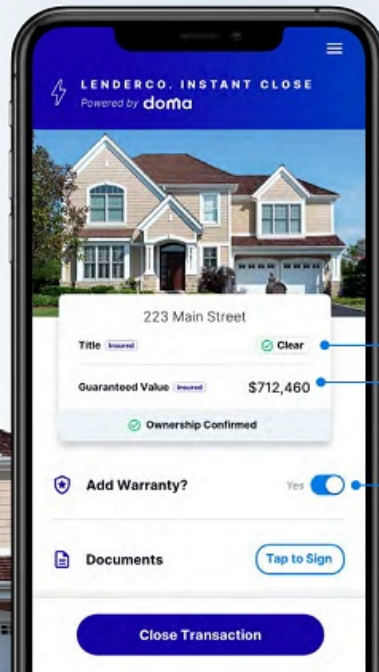 LENDERCO. INSTANT CLOSE
Powered by doma
223 Main Street
Title Insured Clear
Guaranteed Value Insured $712,460
Ownership Confirmed
Add Warranty? Yes
Documents Tap to Sign
Close Transaction